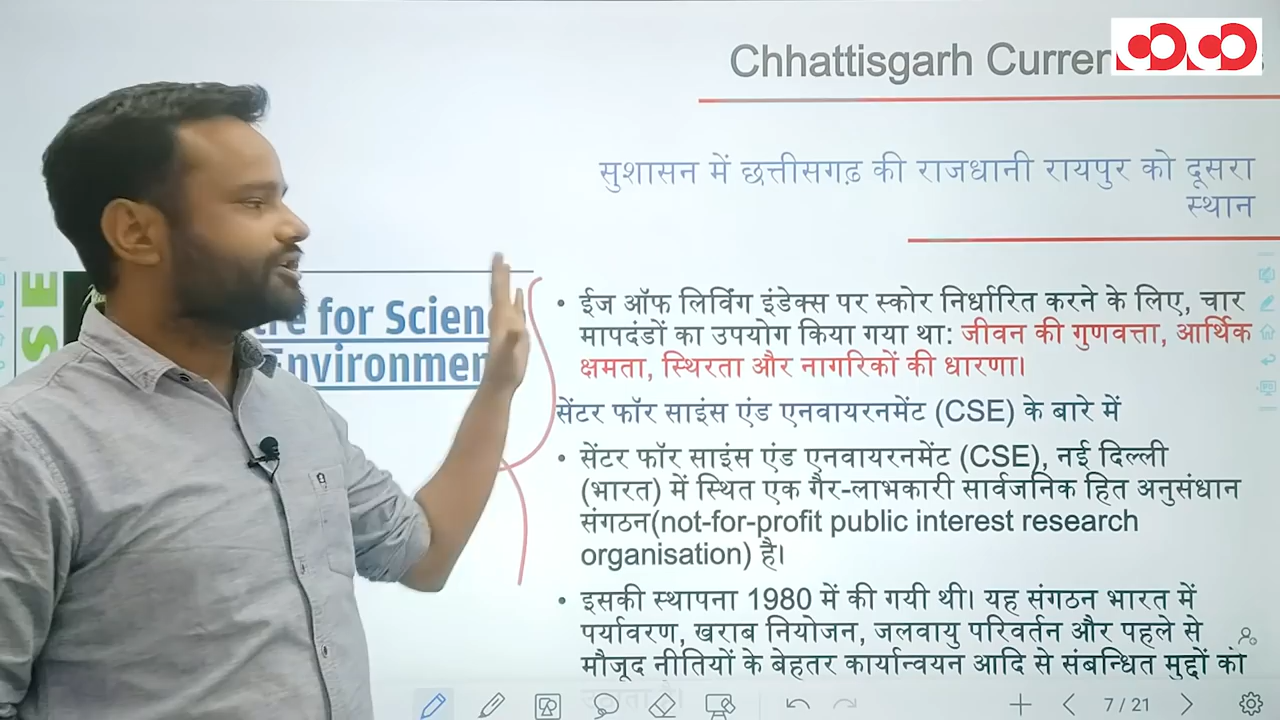 Chhattisgarh Curren
सुशासन में छत्तीसगढ़ की राजधानी रायपुर को दूसरा
स्थान
SE
for Scien
Environmen
• ईज ऑफ लिविंग इंडेक्स पर स्कोर निर्धारित करने के लिए, चार
मापदंडों का उपयोग किया गया था: जीवन की गुणवत्ता, आर्थिक
क्षमता, स्थिरता और नागरिकों की धारणा।
सेंटर फॉर साइंस एंड एनवायरनमेंट (CSE) के बारे में
• सेंटर फॉर साइंस एंड एनवायरनमेंट (CSE), नई दिल्ली
(भारत) में स्थित एक गैर-लाभकारी सार्वजनिक हित अनुसंधान
संगठन(not-for-profit public interest research
organisation) है।
• इसकी स्थापना 1980 में की गयी थी। यह संगठन भारत में
पर्यावरण, खराब नियोजन, जलवायु परिवर्तन और पहले से
मौजूद नीतियों के बेहतर कार्यान्वयन आदि से संबन्धित मुद्दों को
7/21